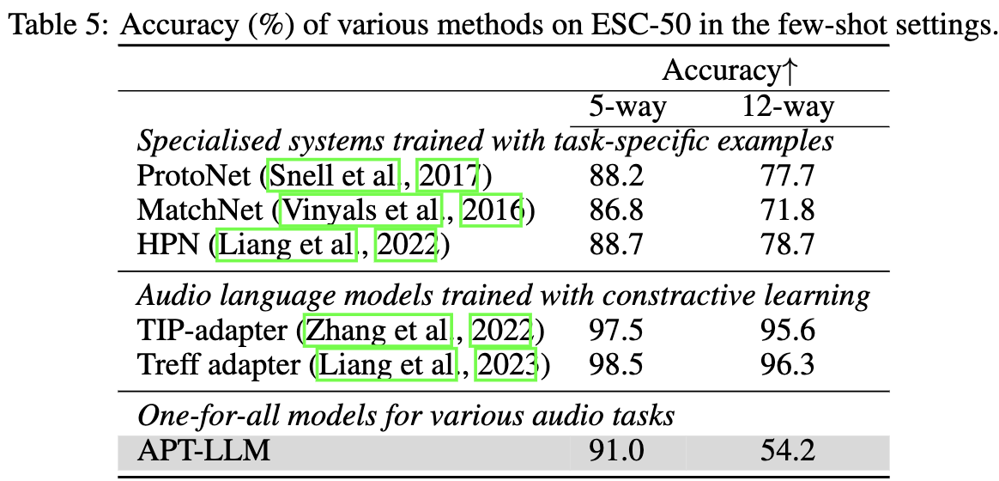 Table 5: Accuracy (%) of various methods on ESC-50 in the few-shot settings.
Accuracy↑
5-way 12-way
Specialised systems trained with task-specific examples
ProtoNet (Snell et al., 2017) 88.2 77.7
MatchNet (Vinyals et al., 2016) 86.8 71.8
HPN (Liang et al., 2022) 88.7 78.7
Audio language models trained with constractive learning
TIP-adapter (Zhang et al., 2022) 97.5 95.6
Treff adapter (Liang et al., 2023) 98.5 96.3
One-for-all models for various audio tasks
APT-LLM 91.0 54.2